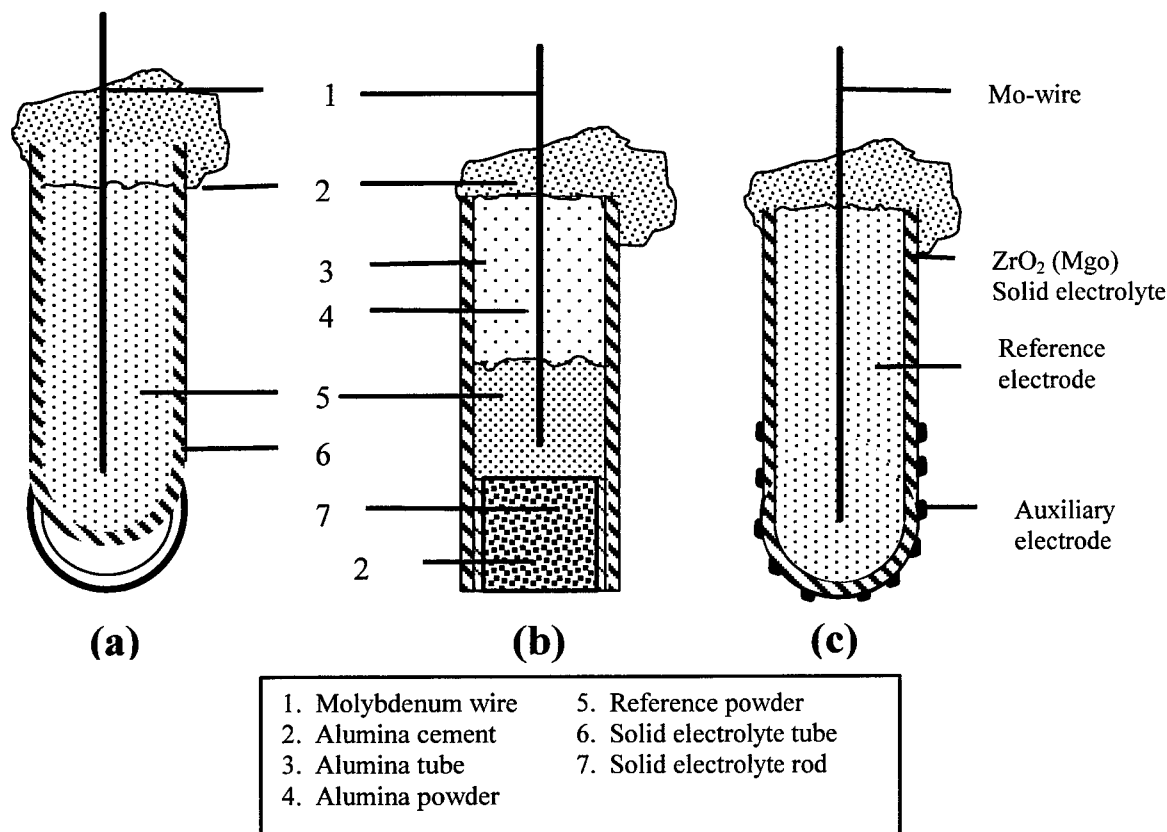 1
2
3
4
5
6
7
2
Mo-wire
ZrO₂ (Mgo)
Solid electrolyte
Reference
electrode
Auxiliary
electrode
(a)
(b)
(c)
1. Molybdenum wire
2. Alumina cement
3. Alumina tube
4. Alumina powder
5. Reference powder
6. Solid electrolyte tube
7. Solid electrolyte rod